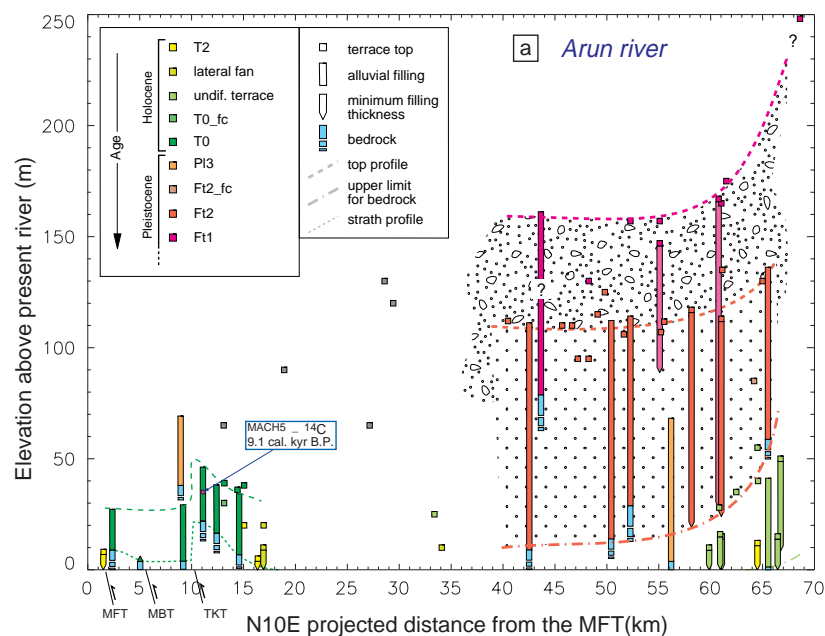 a Arun river
250
200
150
100
50
0
Elevation above present river (m)
Age
Holocene
Pleistocene
T2
lateral fan
undif. terrace
T0_fc
T0
Pl3
Ft2_fc
Ft2
Ft1
terrace top
alluvial filling
minimum filling
thickness
bedrock
top profile
upper limit
for bedrock
strath profile
?
?
MACH5 _ 14C
9.1 cal. kyr B.P.
0 5 10 15 20 25 30 35 40 45 50 55 60 65 70
MFT MBT TKT
N10E projected distance from the MFT(km)